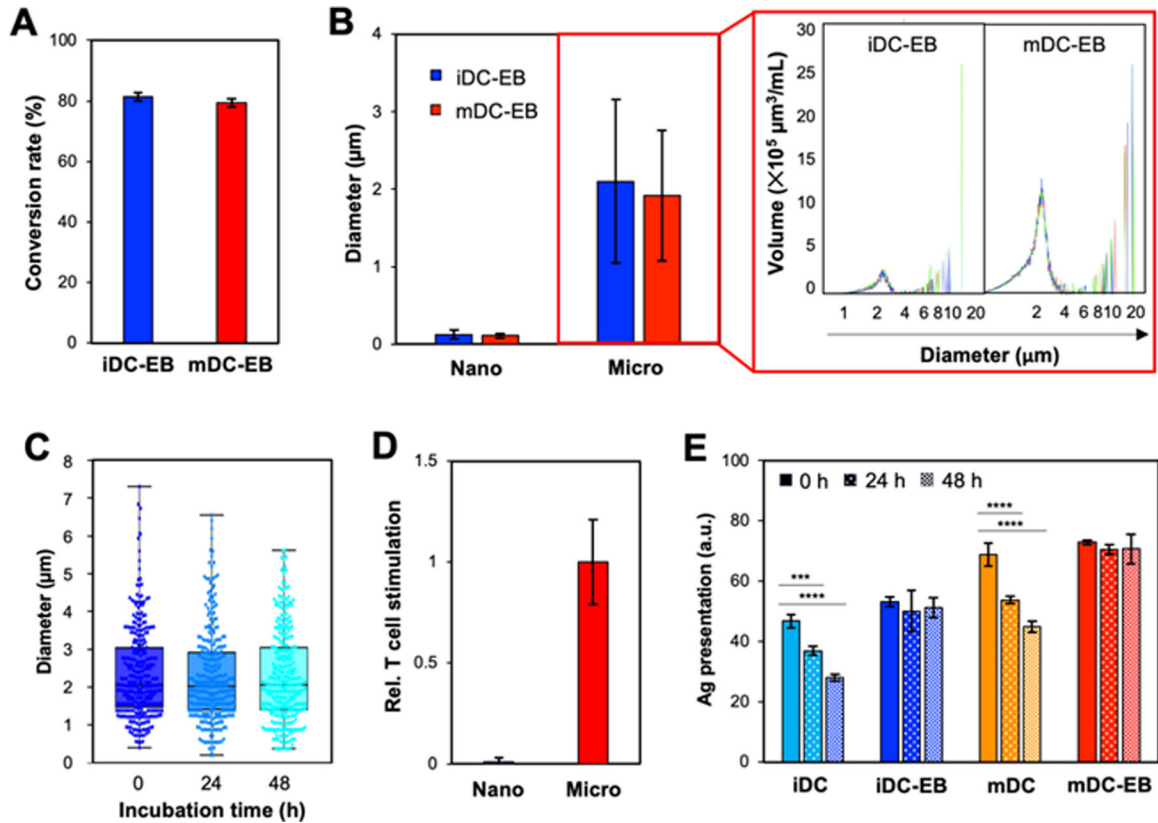 A
100
80
60
40
20
0
Conversion rate (%)
iDC-EB mDC-EB
B
4
3
2
1
0
Diameter (μm)
iDC-EB
mDC-EB
Nano Micro
30
25
20
15
10
5
0
Volume (×10⁵ μm³/mL)
iDC-EB mDC-EB
1 2 4 6 8 10 20 2 4 6 8 10 20
Diameter (μm)
C
8
7
6
5
4
3
2
1
0
Diameter (μm)
0 24 48
Incubation time (h)
D
1.5
1
0.5
0
Rel. T cell stimulation
Nano Micro
E
100
80
60
40
20
0
Ag presentation (a.u.)
0 h 24 h 48 h
***
****
****
****
iDC iDC-EB mDC mDC-EB